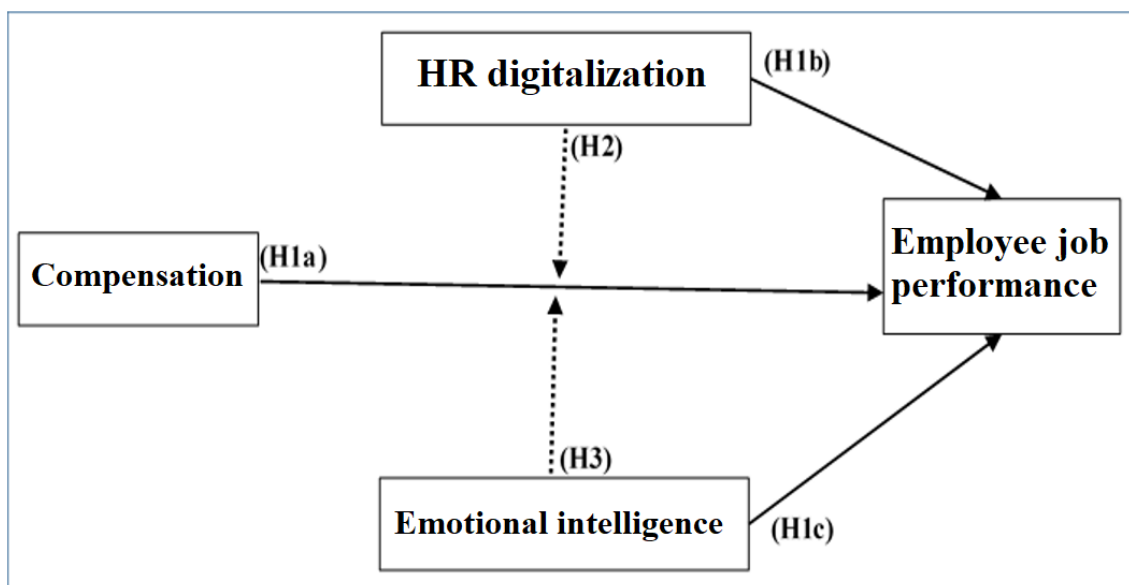 HR digitalization
(H1b)
(H2)
Compensation
(H1a)
Employee job
performance
(H3)
Emotional intelligence
(H1c)